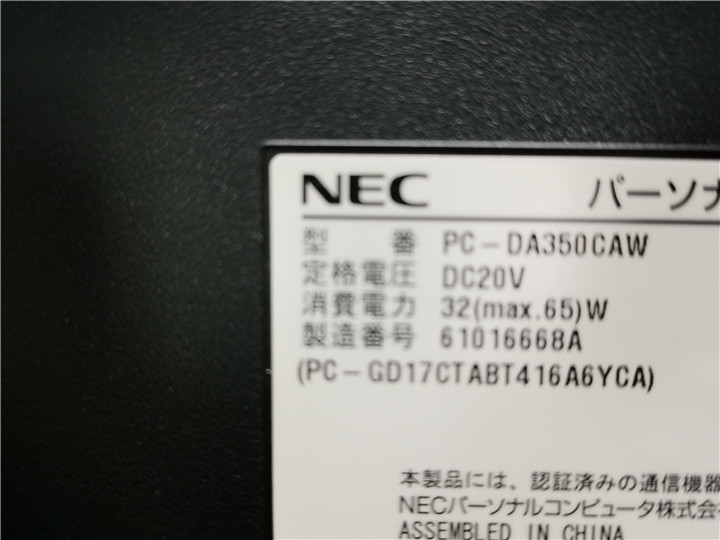 NEC パーソナ
型 番 PC-DA350CAW
定格電圧 DC20V
消費電力 32(max.65)W
製造番号 61016668A
(PC-GD17CTABT416A6YCA)
本製品には、認証済みの通信機器
NECパーソナルコンピュータ株式会
ASSEMBLED IN CHINA